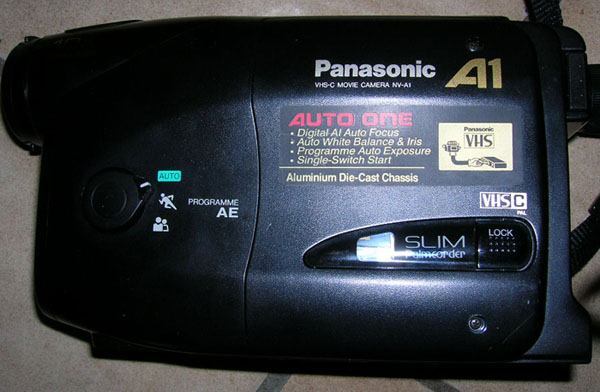 Panasonic A1
VHS-C MOVIE CAMERA NV-A1
AUTO ONE
• Digital AI Auto Focus
• Auto White Balance & Iris
• Programme Auto Exposure
• Single-Switch Start
Aluminium Die-Cast Chassis
Panasonic
VHS
AUTO
PROGRAMME
AE
VHS C
PAL
SLIM
Palmcorder
LOCK